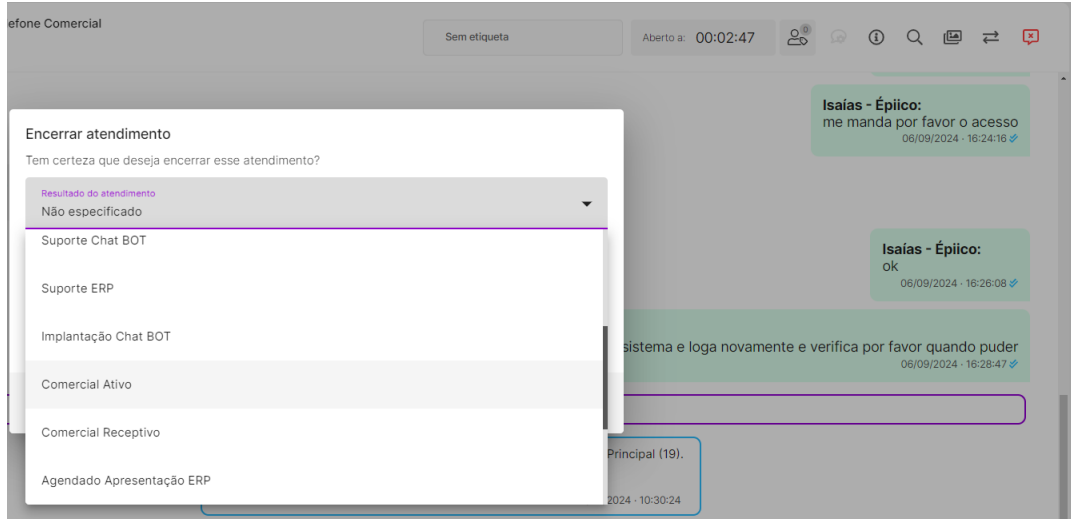 efone Comercial
Sem etiqueta
Aberto a: 00:02:47
0
Isaías - Épiico:
me manda por favor o acesso
06/09/2024 · 16:24:16
Encerrar atendimento
Tem certeza que deseja encerrar esse atendimento?
Resultado do atendimento
Não especificado
Suporte Chat BOT
Suporte ERP
Implantação Chat BOT
Comercial Ativo
Comercial Receptivo
Agendado Apresentação ERP
Isaías - Épiico:
ok
06/09/2024 · 16:26:08
sistema e loga novamente e verifica por favor quando puder
06/09/2024 · 16:28:47
Principal (19).
2024 · 10:30:24